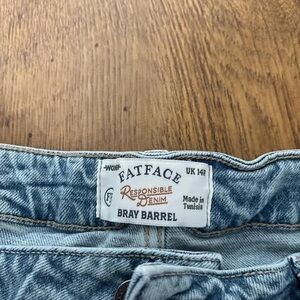 FATFACE
UK 14R
RESPONSIBLE
DENIM
Made in
Tunisia
BRAY BARREL